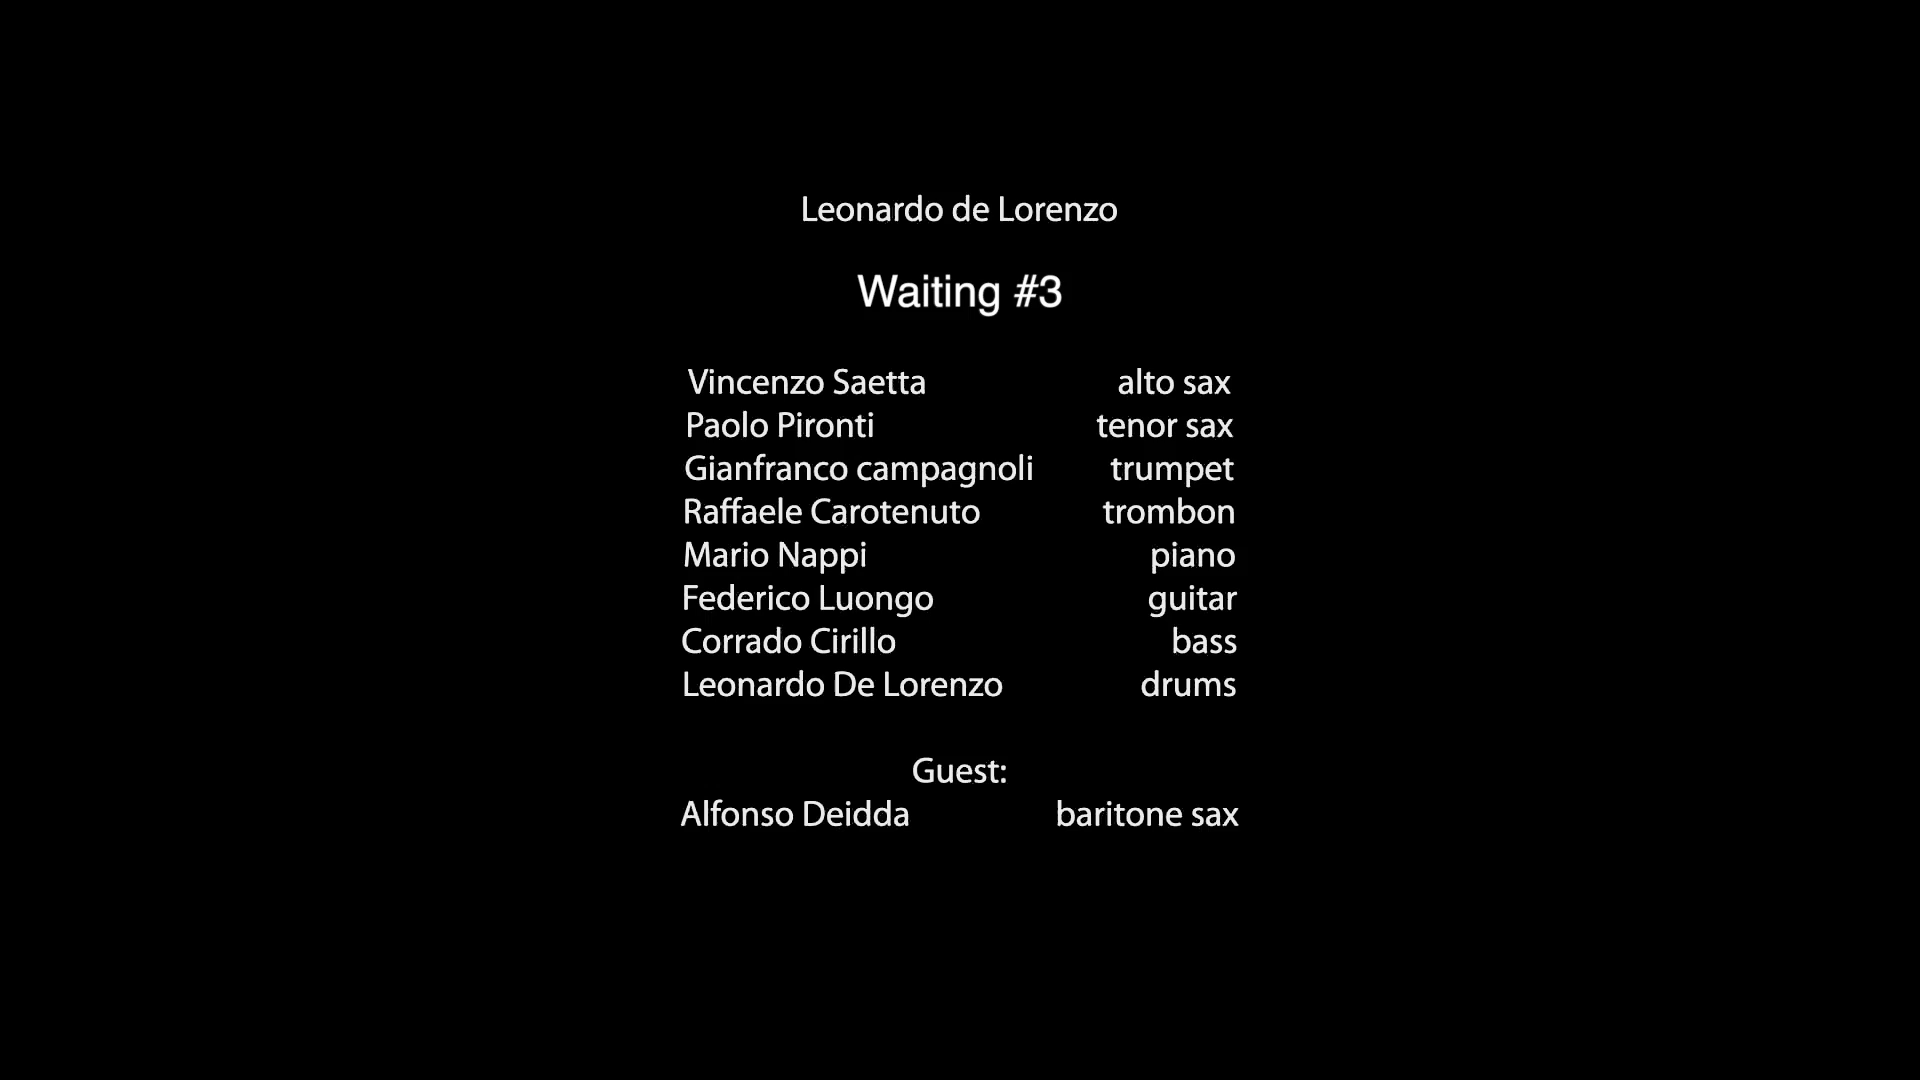 Leonardo de Lorenzo
Waiting #3
Vincenzo Saetta alto sax
Paolo Pironti tenor sax
Gianfranco campagnoli trumpet
Raffaele Carotenuto trombon
Mario Nappi piano
Federico Luongo guitar
Corrado Cirillo bass
Leonardo De Lorenzo drums
Guest:
Alfonso Deidda baritone sax